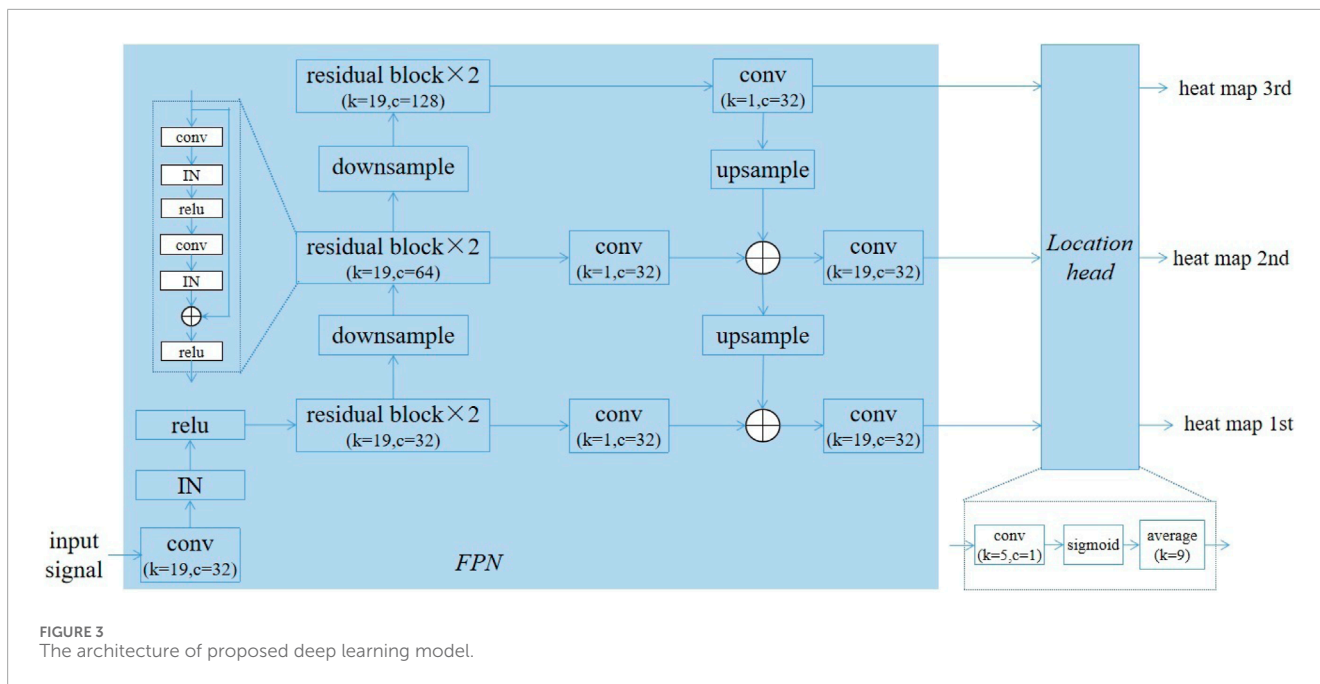 residual block×2
(k=19,c=128)
conv
(k=1,c=32)
heat map 3rd
conv
IN
relu
conv
IN
relu
downsample
upsample
residual block×2
(k=19,c=64)
conv
(k=1,c=32)
conv
(k=19,c=32)
Location
head
heat map 2nd
downsample
upsample
relu
residual block×2
(k=19,c=32)
conv
(k=1,c=32)
conv
(k=19,c=32)
heat map 1st
IN
input
signal
conv
(k=19,c=32)
FPN
conv
(k=5,c=1)
sigmoid
average
(k=9)
FIGURE 3
The architecture of proposed deep learning model.